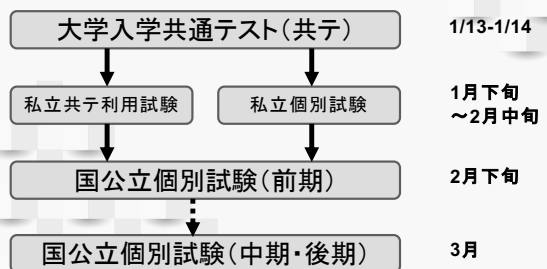 大学入学共通テスト(共テ)
1/13-1/14
私立共テ利用試験
私立個別試験
1月下旬
～2月中旬
国公立個別試験(前期)
2月下旬
国公立個別試験(中期・後期)
3月